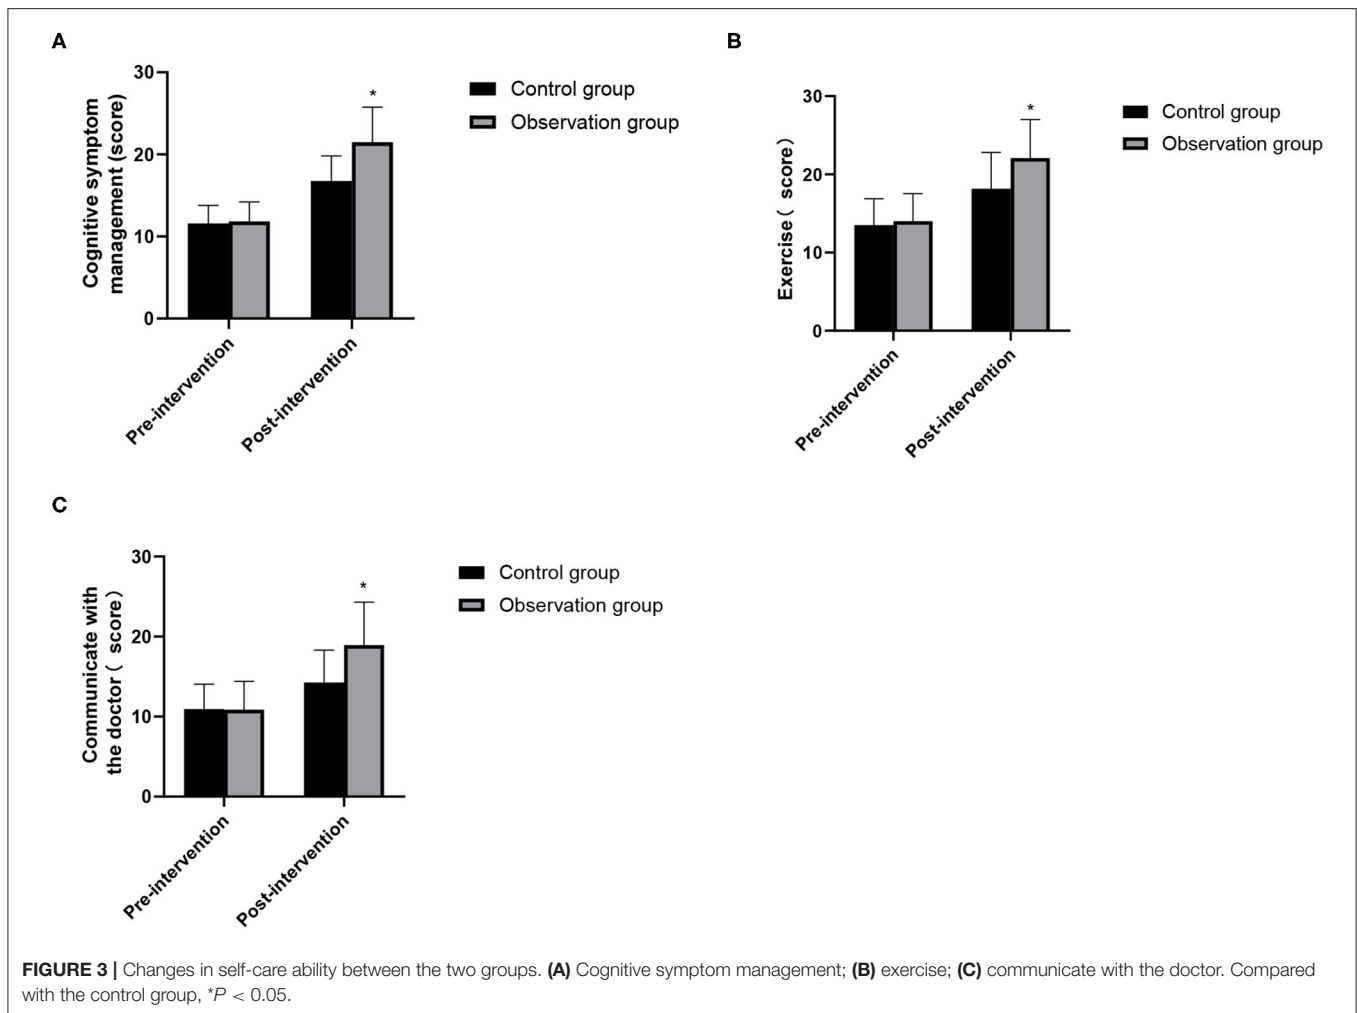 A
30
20
10
0
Cognitive symptom
management (score)
*
Control group
Observation group
Pre-intervention
Post-intervention
B
30
20
10
0
Exercise（ score）
*
Control group
Observation group
Pre-intervention
Post-intervention
C
30
20
10
0
Communicate with
the doctor（ score）
*
Control group
Observation group
Pre-intervention
Post-intervention
FIGURE 3 | Changes in self-care ability between the two groups. (A) Cognitive symptom management; (B) exercise; (C) communicate with the doctor. Compared
with the control group, *P < 0.05.